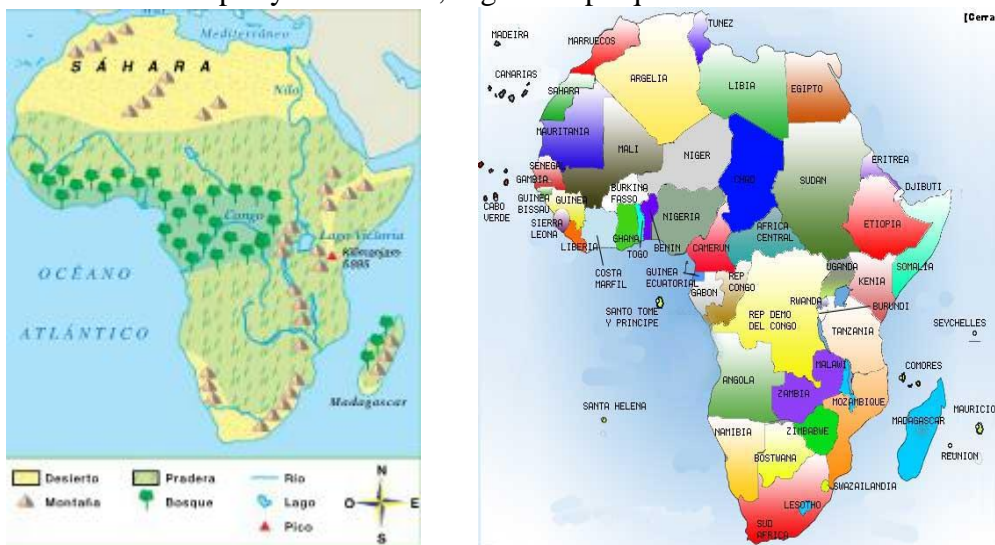 SÁHARA
Mediterráneo
Nilo
Congo
Lago Victoria
Kilimanjaro
5.895
OCÉANO
ATLÁNTICO
Madagascar
Desierto
Pradera
Río
Montaña
Bosque
Lago
Pico
N
O
E
S
[Cerra
MADEIRA
TUNEZ
MARRUECOS
CANARIAS
ARGELIA
LIBIA
EGIPTO
SAHARA
MAURITANIA
MALI
NIGER
CHAD
SUDAN
ERITREA
SENEGAL
GAMBIA
BURKINA
FASSO
DJIBUTI
CABO
VERDE
GUINEA
BISSAU
GUINEA
NIGERIA
ETIOPIA
SIERRA
LEONA
AFRICA
CENTRAL
LIBERIA
GHANA
TOGO
BENIN
CAMERUN
SOMALIA
COSTA
MARFIL
GUINEA
ECUATORIAL
REP
CONGO
UGANDA
KENIA
GABON
RWANDA
BURUNDI
SANTO TOME
Y PRINCIPE
REP DEMO
DEL CONGO
TANZANIA
SEYCHELLES
ANGOLA
MALAWI
COMORES
ZAMBIA
MOZAMBIQUE
SANTA HELENA
MADAGASCAR
MAURICIO
ZIMBABWE
NAMIBIA
REUNION
BOSTWANA
SWAZAILANDIA
LESOTHO
SUD
AFRICA